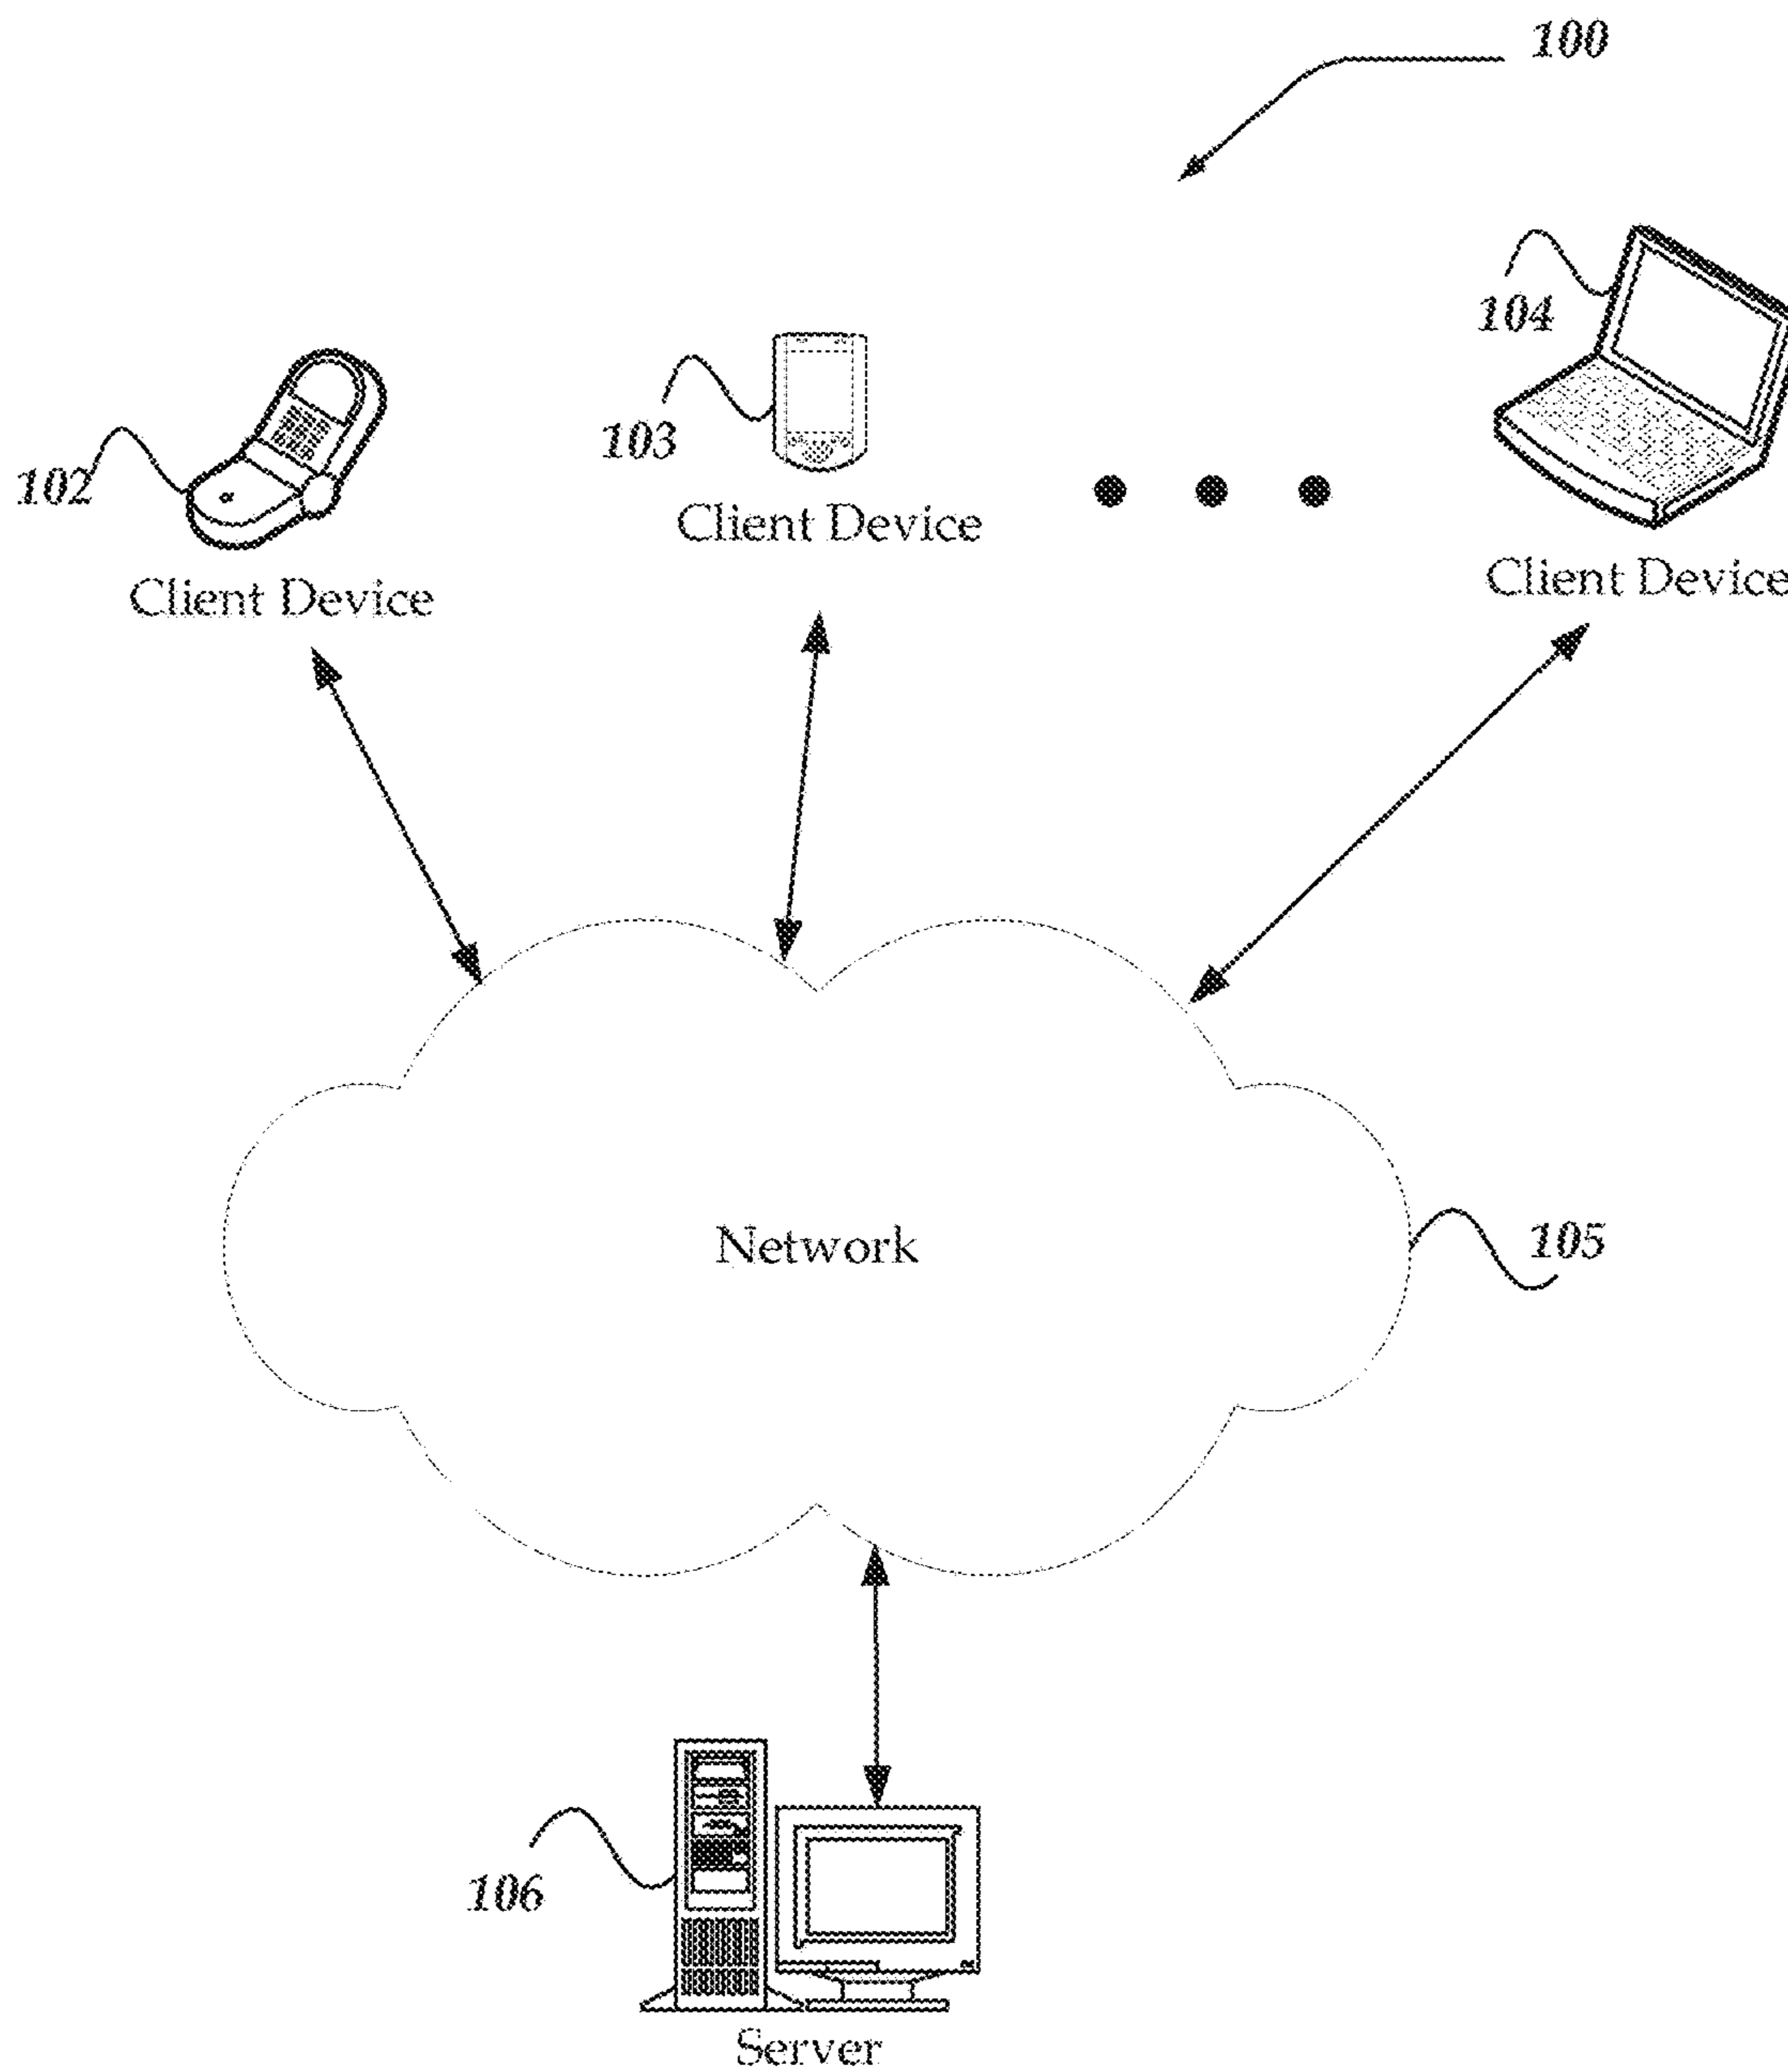 100
104
103
102
Client Device
Client Device
Client Device
Network
105
106
Server